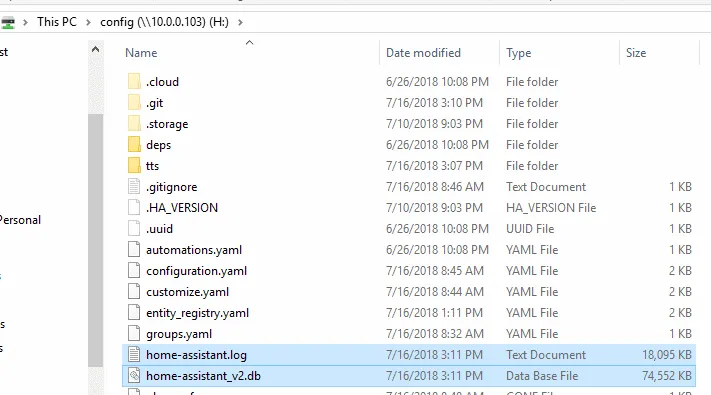 This PC > config (\\10.0.0.103) (H:) >
st
Name Date modified Type Size
.cloud 6/26/2018 10:08 PM File folder
.git 7/16/2018 3:10 PM File folder
.storage 7/10/2018 9:03 PM File folder
deps 6/26/2018 10:08 PM File folder
tts 7/16/2018 3:07 PM File folder
.gitignore 7/16/2018 8:46 AM Text Document 1 KB
.HA_VERSION 7/10/2018 9:03 PM HA_VERSION File 1 KB
Personal
.uuid 6/26/2018 10:08 PM UUID File 1 KB
automations.yaml 6/26/2018 10:08 PM YAML File 1 KB
configuration.yaml 7/16/2018 8:45 AM YAML File 2 KB
s
customize.yaml 7/16/2018 8:44 AM YAML File 2 KB
entity_registry.yaml 7/16/2018 1:11 PM YAML File 2 KB
s
groups.yaml 7/16/2018 8:32 AM YAML File 1 KB
s
home-assistant.log 7/16/2018 3:11 PM Text Document 18,095 KB
home-assistant_v2.db 7/16/2018 3:11 PM Data Base File 74,552 KB